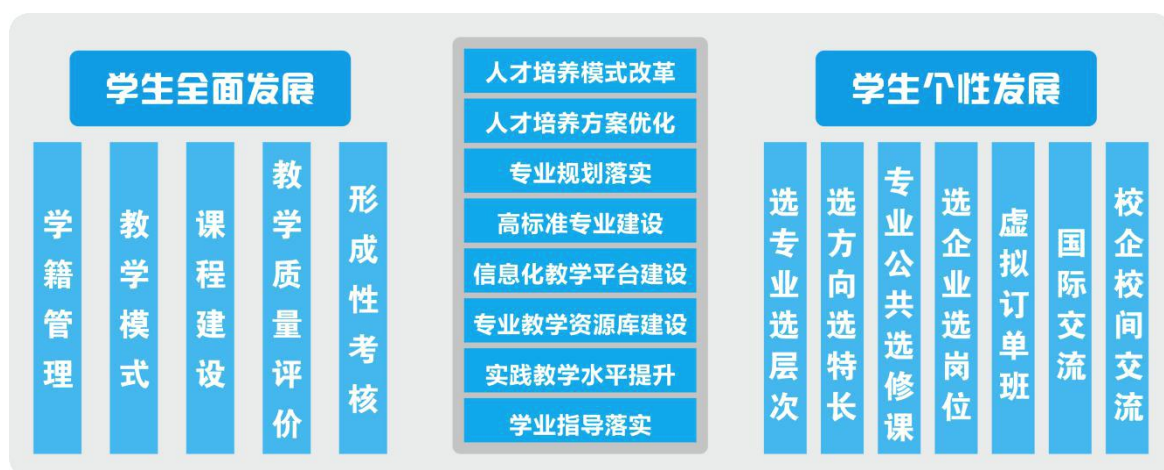 学生全面发展
学籍管理
教学模式
课程建设
教学质量评价
形成性考核
人才培养模式改革
人才培养方案优化
专业规划落实
高标准专业建设
信息化教学平台建设
专业教学资源库建设
实践教学水平提升
学业指导落实
学生个性发展
选专业选层次
选方向选特长
专业公共选修课
选企业选岗位
虚拟订单班
国际交流
校企校间交流